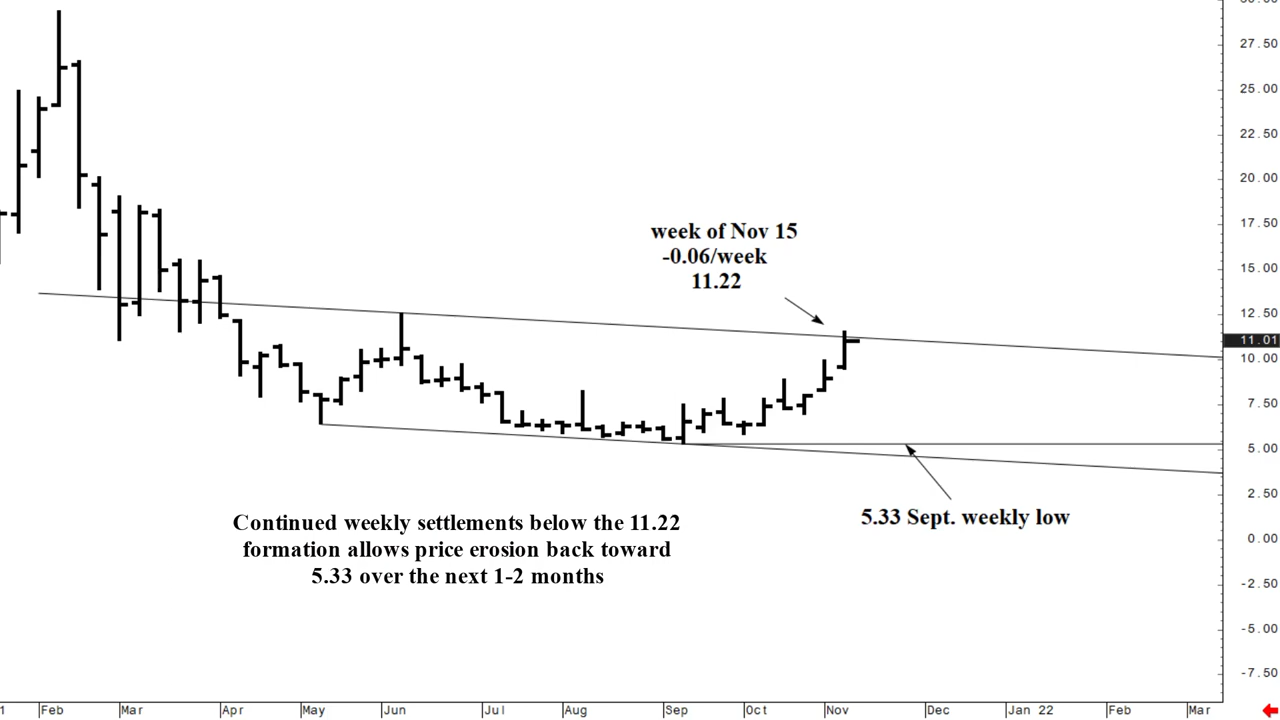 30.00
27.50
25.00
22.50
20.00
17.50
15.00
12.50
11.01
10.00
7.50
5.00
2.50
0.00
-2.50
-5.00
-7.50
week of Nov 15
-0.06/week
11.22
5.33 Sept. weekly low
Continued weekly settlements below the 11.22
formation allows price erosion back toward
5.33 over the next 1-2 months
1 Feb Mar Apr May Jun Jul Aug Sep Oct Nov Dec Jan 22 Feb Mar